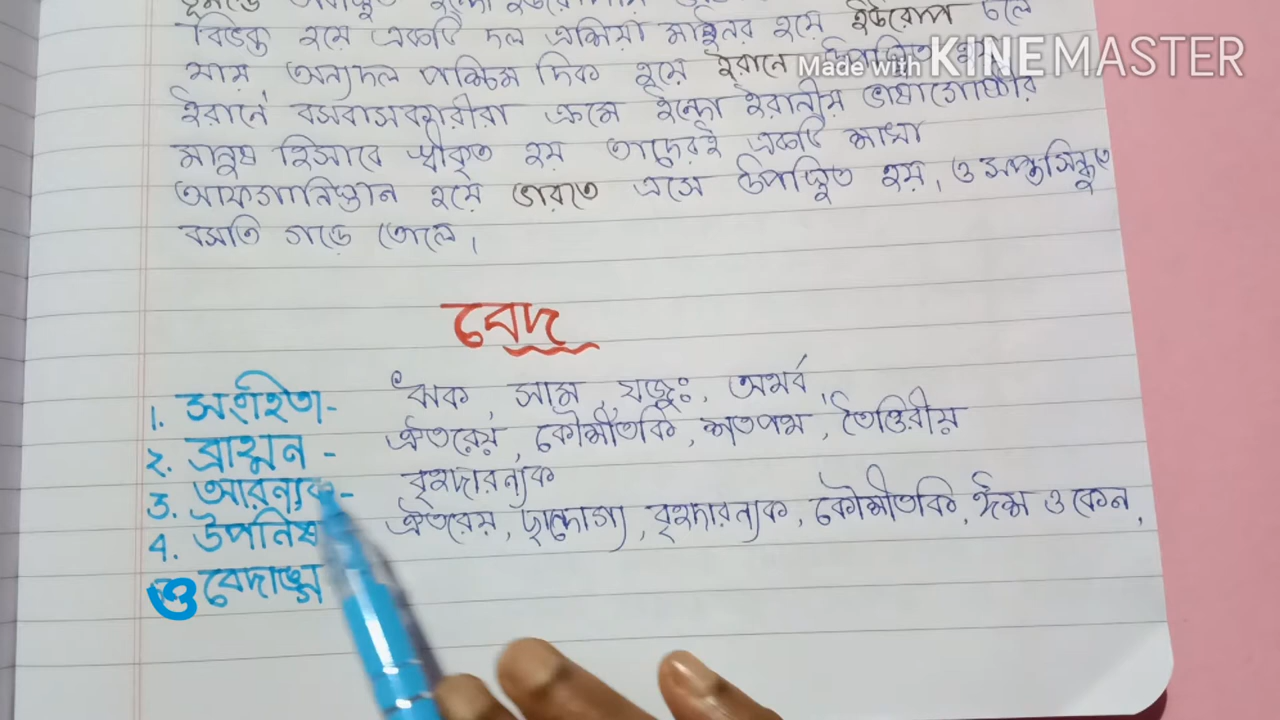 বিভক্ত হয়ে একটি দল এশিয়া মাইনর হয়ে ইউরোপ চলে
যায় অন্যদল পশ্চিম দিক হয়ে ইরানে উপস্থিত হয়
Made with KINEMASTER
ইরানে বসবাসকারীরা ক্রমে ইন্দো ইরানীয় ভাষাগোষ্ঠীর
মানুষ হিসাবে স্বীকৃত হয় তাদেরই একটি শাখা
আফগানিস্তান হয়ে ভারতে এসে উপস্থিত হয়, ও সপ্তসিন্ধুতে
বসতি গড়ে তোলে।
বেদ
1. সংহিতা- ঋক, সাম, যজুঃ, অথর্ব,
২. ব্রাহ্মন - ঐতরেয়, কৌশীতকি, শতপথ, তৈত্তিরীয়
3. আরন্যক- বৃহদারন্যক
4. উপনিষ ঐতরেয়, ছান্দোগ্য, বৃহদারন্যক, কৌশীতকি, ঈশ ও কেন,
বেদাঙ্গ